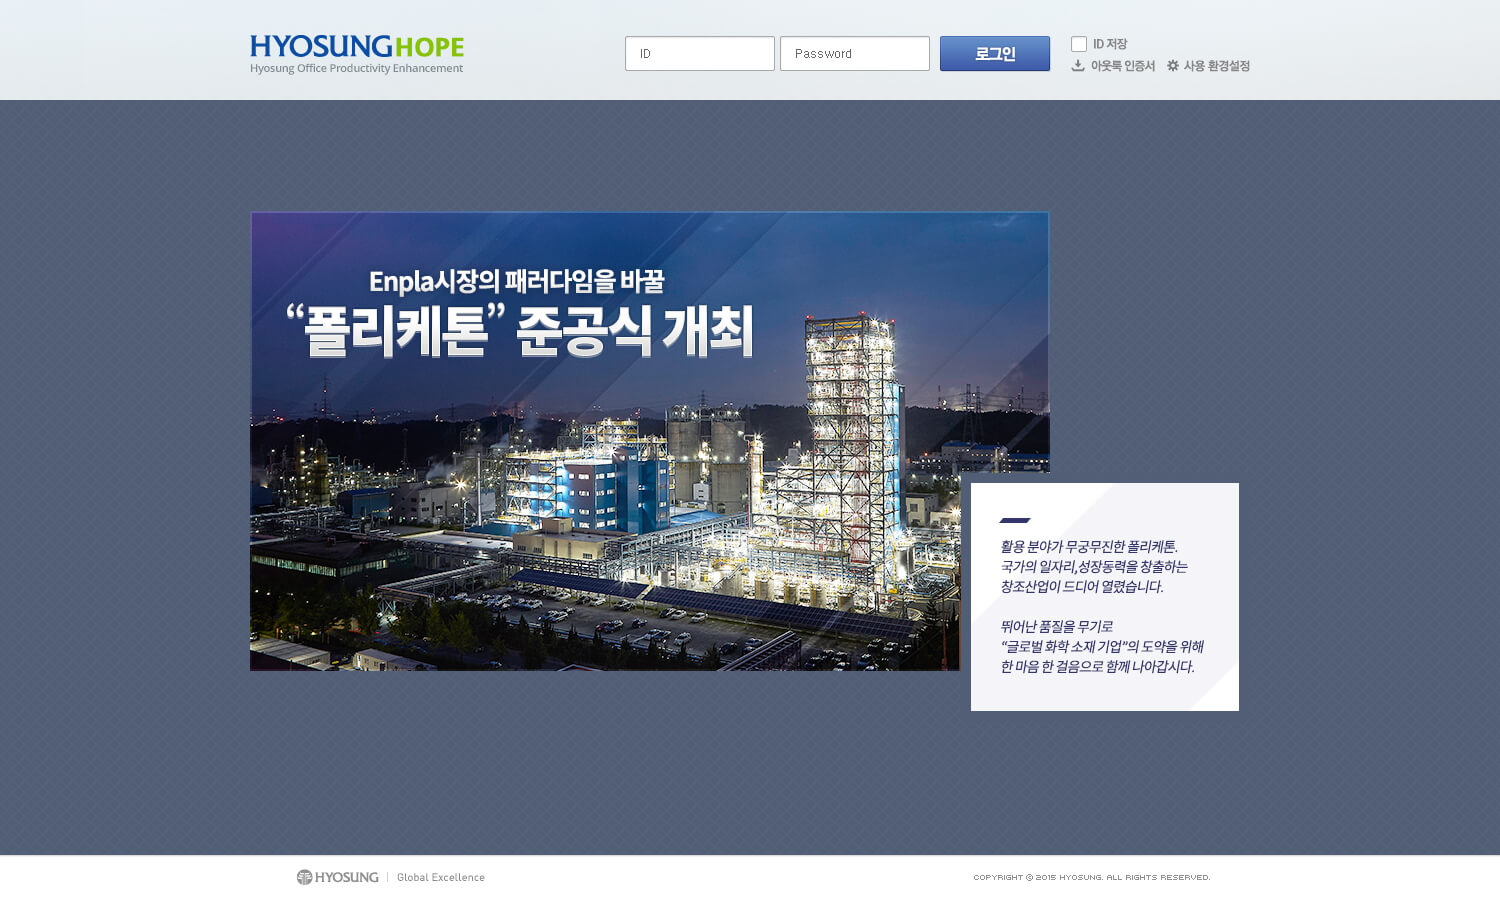 HYOSUNG HOPE
Hyosung Office Productivity Enhancement
ID
Password
로그인
ID 저장
아웃룩 인증서
사용 환경설정
Enpla시장의 패러다임을 바꿀
“폴리케톤” 준공식 개최
활용 분야가 무궁무진한 폴리케톤.
국가의 일자리,성장동력을 창출하는
창조산업이 드디어 열렸습니다.
뛰어난 품질을 무기로
“글로벌 화학 소재 기업”의 도약을 위해
한 마음 한 걸음으로 함께 나아갑시다.
HYOSUNG | Global Excellence
COPYRIGHT ⓒ 2015 HYOSUNG. ALL RIGHTS RESERVED.